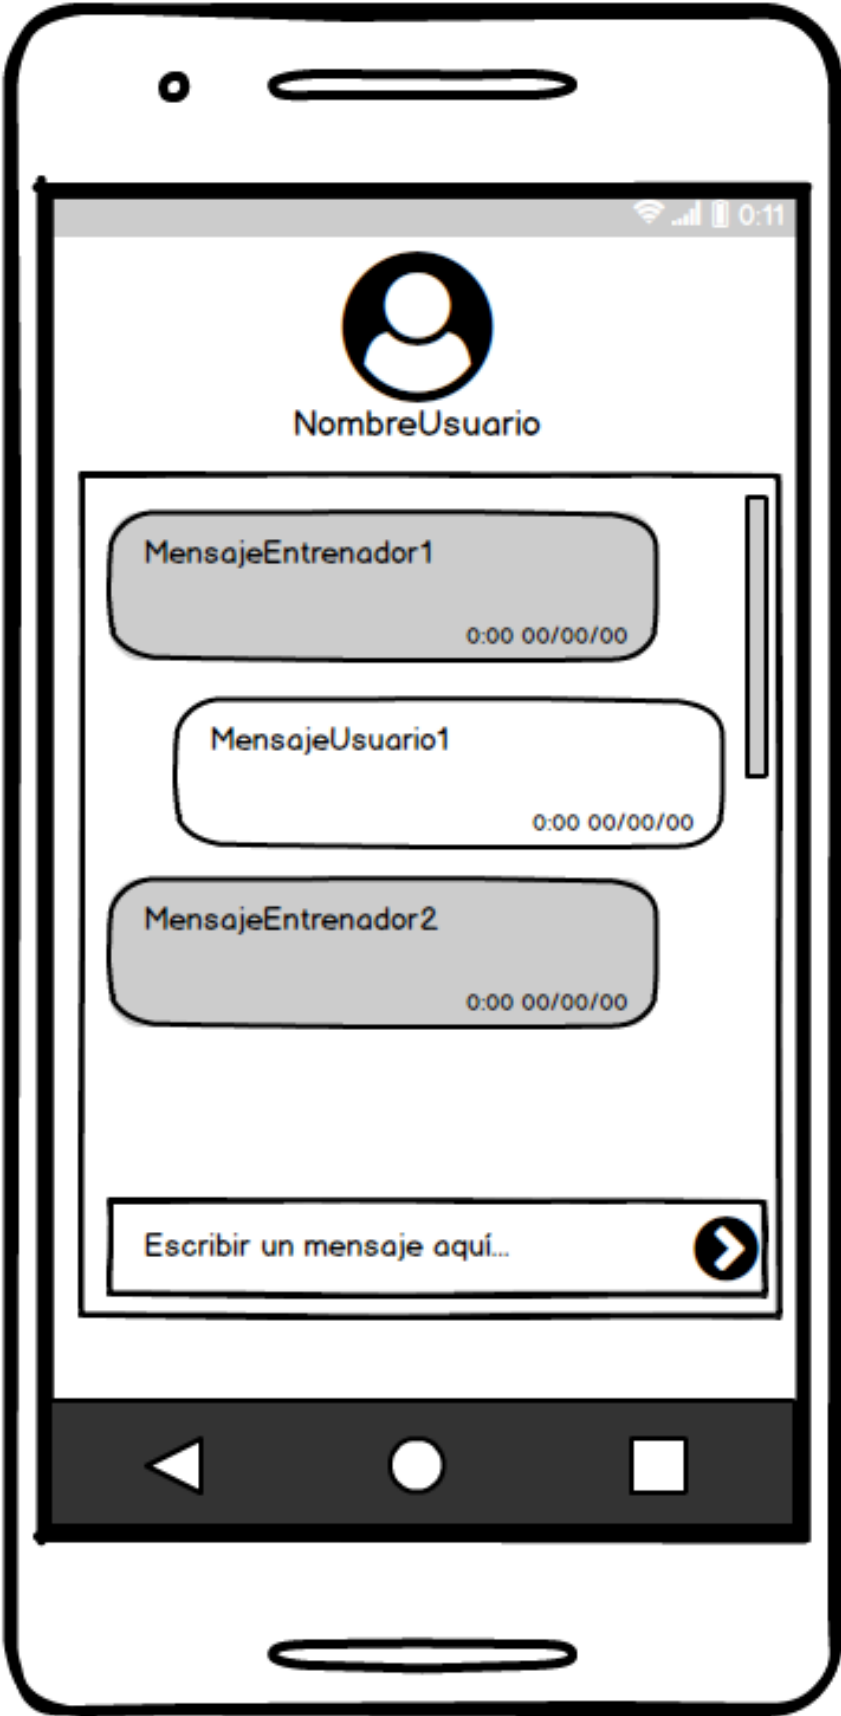 0:11
NombreUsuario
MensajeEntrenador1
0:00 00/00/00
MensajeUsuario1
0:00 00/00/00
MensajeEntrenador2
0:00 00/00/00
Escribir un mensaje aquí...